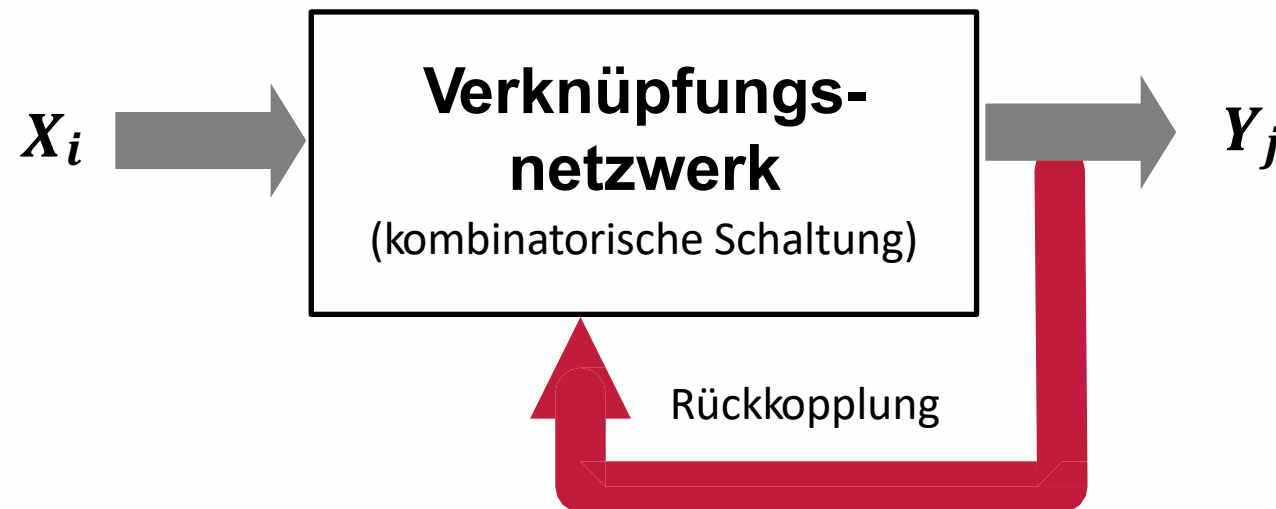 Verknüpfungs-
netzwerk
(kombinatorische Schaltung)
X_i
Y_j
Rückkopplung